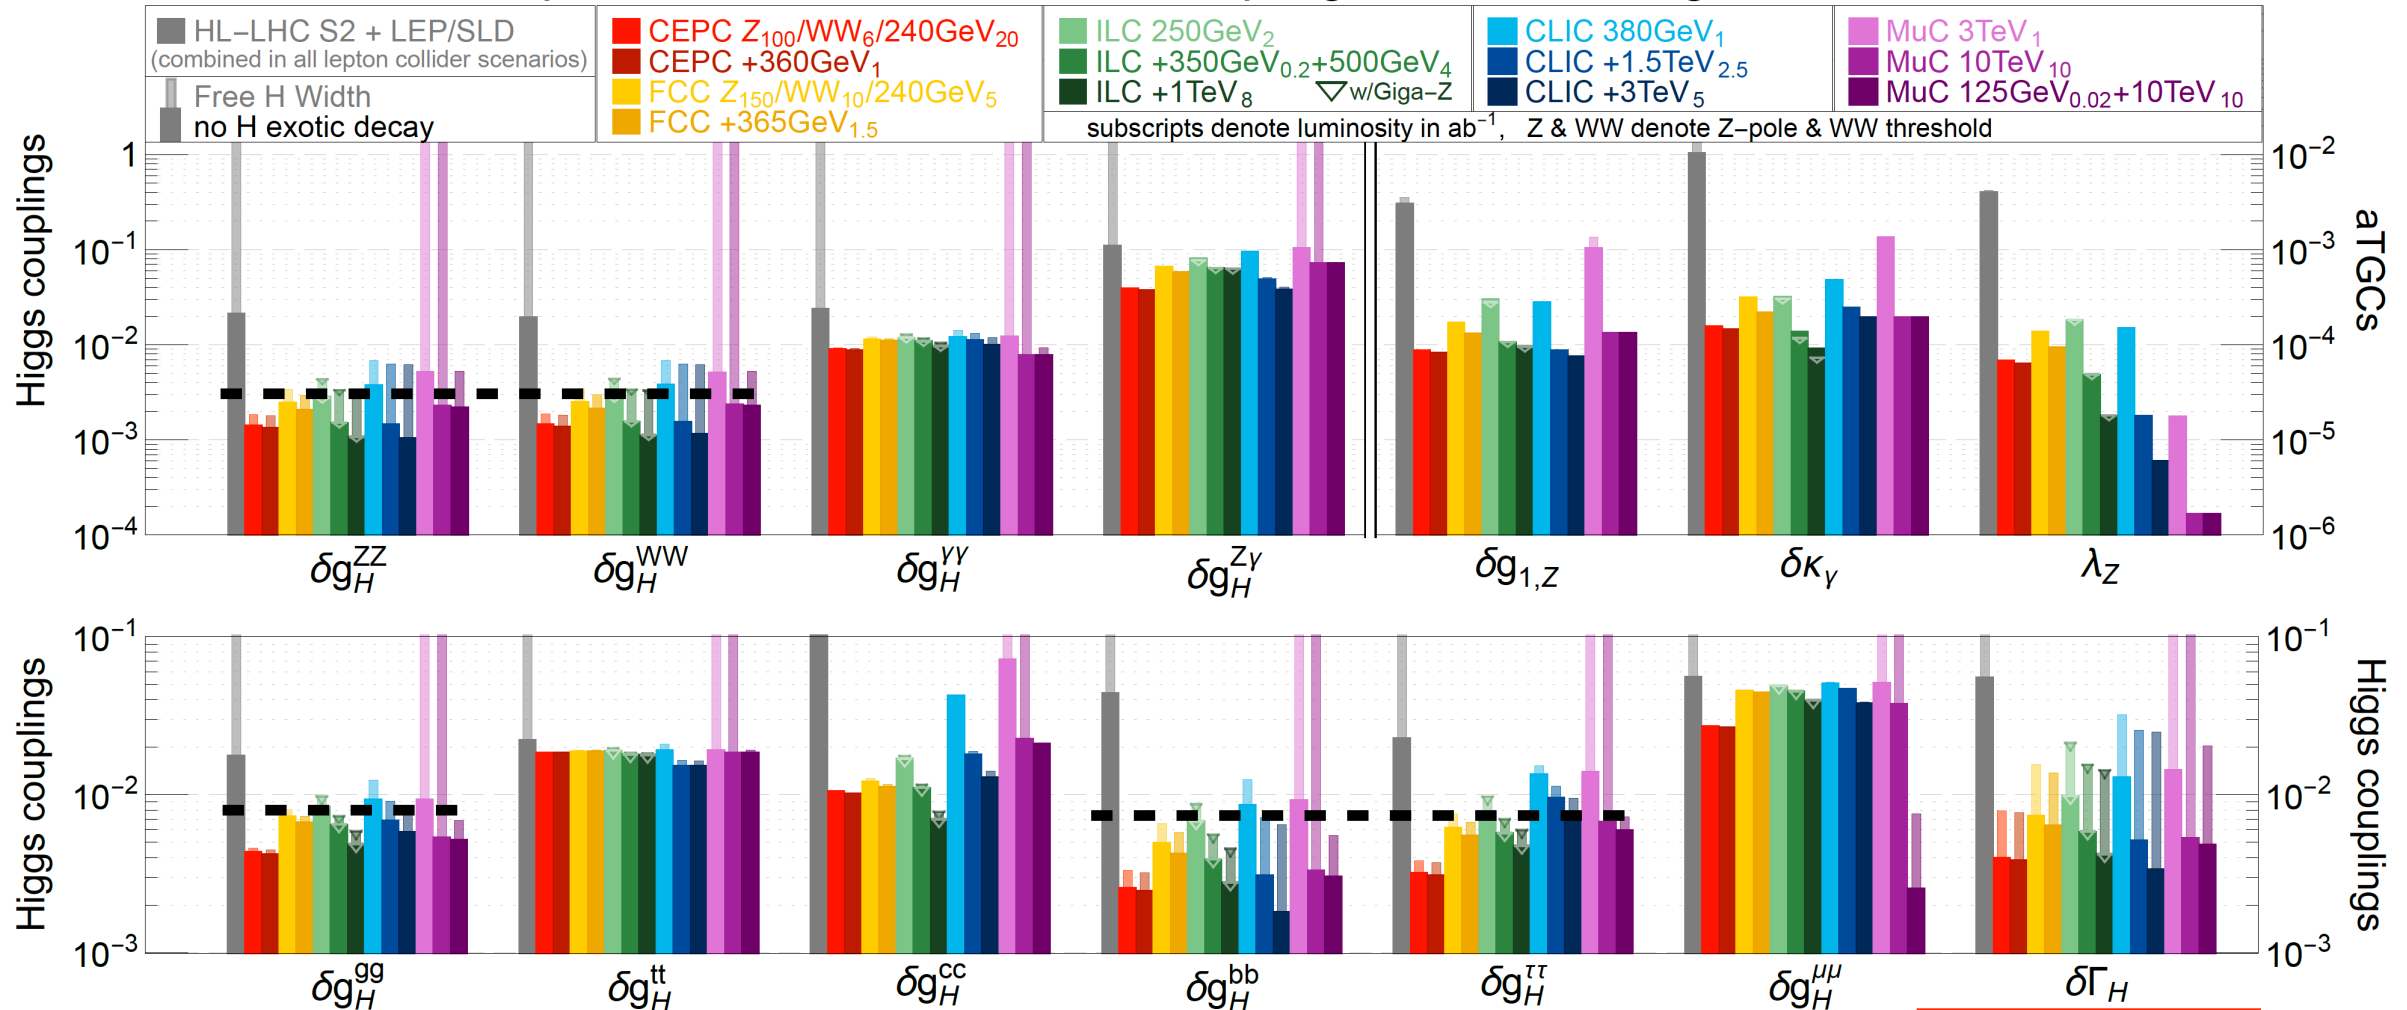 HL−LHC S2 + LEP/SLD
(combined in all lepton collider scenarios)
Free H Width
no H exotic decay
CEPC Z100/WW6/240GeV20
CEPC +360GeV1
FCC Z150/WW10/240GeV5
FCC +365GeV1.5
ILC 250GeV2
ILC +350GeV0.2+500GeV4
ILC +1TeV8 w/Giga−Z
CLIC 380GeV1
CLIC +1.5TeV2.5
CLIC +3TeV5
MuC 3TeV1
MuC 10TeV10
MuC 125GeV0.02+10TeV10
subscripts denote luminosity in ab−1, Z & WW denote Z−pole & WW threshold
Higgs couplings
1
10−1
10−2
10−3
10−4
10−2
10−3
10−4
10−5
10−6
aTGCs
δgHZZ
δgHWW
δgHγγ
δgHZγ
δg1,Z
δκγ
λZ
Higgs couplings
10−1
10−2
10−3
10−1
10−2
10−3
Higgs couplings
δgHgg
δgHtt
δgHcc
δgHbb
δgHττ
δgHμμ
δΓH